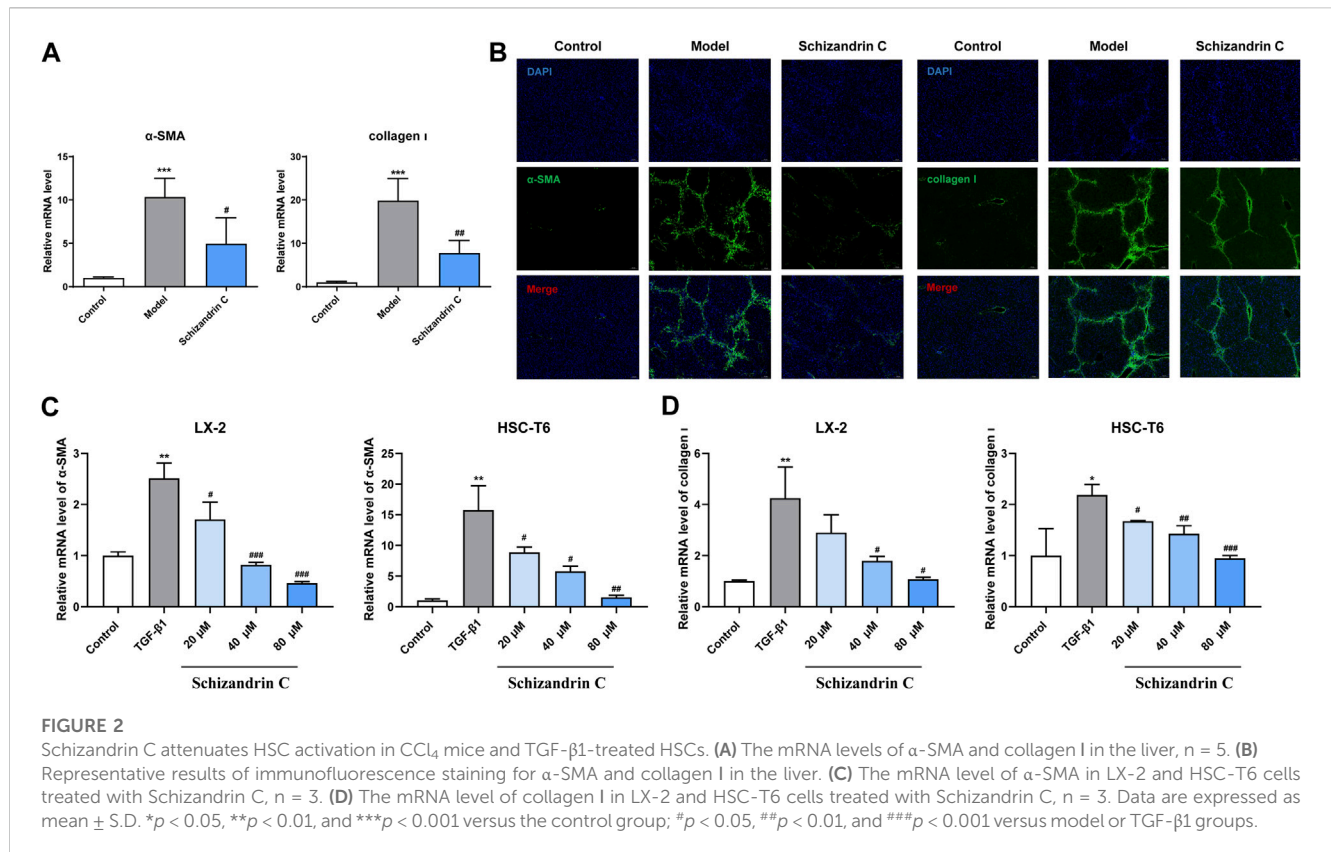 A
α-SMA
Relative mRNA level
15
10
5
0
Control
Model
Schizandrin C
***
#
collagen I
Relative mRNA level
30
20
10
0
Control
Model
Schizandrin C
***
##
B
Control Model Schizandrin C Control Model Schizandrin C
DAPI DAPI
α-SMA collagen I
Merge Merge
C
LX-2
Relative mRNA level of α-SMA
3
2
1
0
Control
TGF-β1
20 μM
40 μM
80 μM
**
#
###
###
Schizandrin C
HSC-T6
Relative mRNA level of α-SMA
25
20
15
10
5
0
Control
TGF-β1
20 μM
40 μM
80 μM
**
#
#
##
Schizandrin C
D
LX-2
Relative mRNA level of collagen I
6
4
2
0
Control
TGF-β1
20 μM
40 μM
80 μM
**
#
#
Schizandrin C
HSC-T6
Relative mRNA level of collagen I
3
2
1
0
Control
TGF-β1
20 μM
40 μM
80 μM
*
#
##
###
Schizandrin C
FIGURE 2
Schizandrin C attenuates HSC activation in CCl₄ mice and TGF-β1-treated HSCs. (A) The mRNA levels of α-SMA and collagen I in the liver, n = 5. (B)
Representative results of immunofluorescence staining for α-SMA and collagen I in the liver. (C) The mRNA level of α-SMA in LX-2 and HSC-T6 cells
treated with Schizandrin C, n = 3. (D) The mRNA level of collagen I in LX-2 and HSC-T6 cells treated with Schizandrin C, n = 3. Data are expressed as
mean ± S.D. *p < 0.05, **p < 0.01, and ***p < 0.001 versus the control group; #p < 0.05, ##p < 0.01, and ###p < 0.001 versus model or TGF-β1 groups.